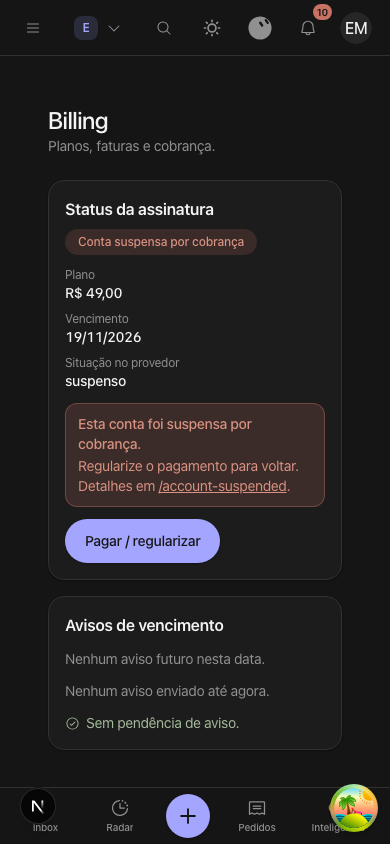 E
10
EM
Billing
Planos, faturas e cobrança.
Status da assinatura
Conta suspensa por cobrança
Plano
R$ 49,00
Vencimento
19/11/2026
Situação no provedor
suspenso
Esta conta foi suspensa por
cobrança.
Regularize o pagamento para voltar.
Detalhes em /account-suspended.
Pagar / regularizar
Avisos de vencimento
Nenhum aviso futuro nesta data.
Nenhum aviso enviado até agora.
Sem pendência de aviso.
N
Inbox
Radar
Pedidos